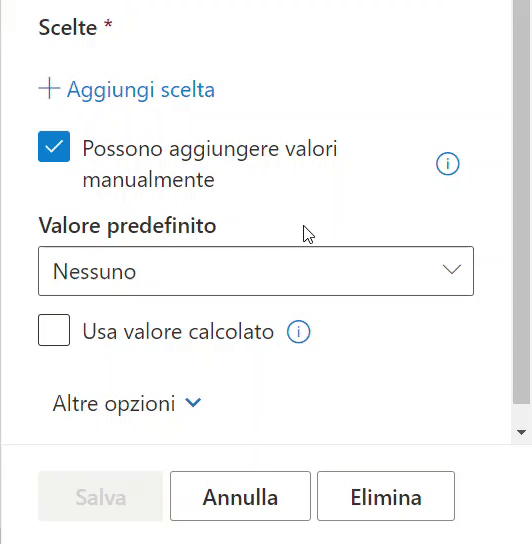 Scelte *
Aggiungi scelta
Possono aggiungere valori
manualmente
Valore predefinito
Nessuno
Usa valore calcolato
Altre opzioni
Salva Annulla Elimina